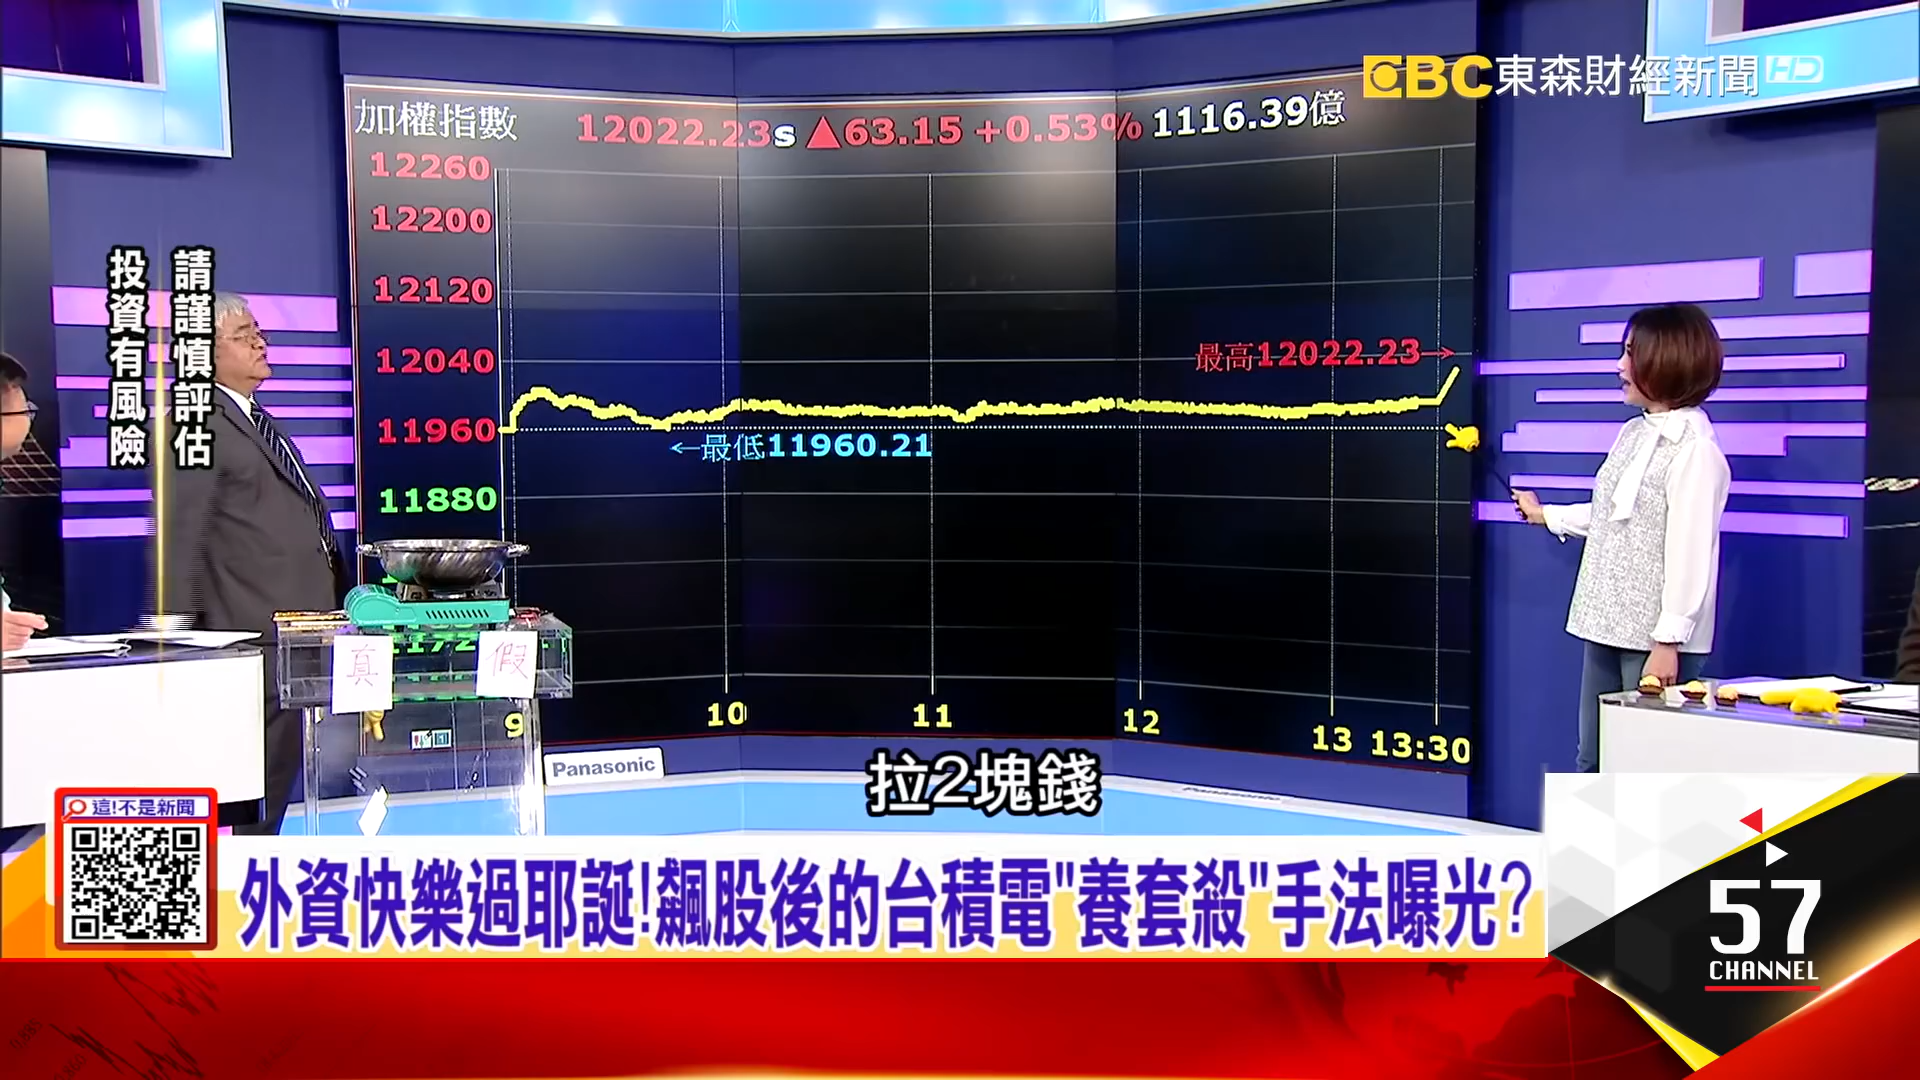 EBC東森財經新聞HD
加權指數
12022.23s ▲63.15 +0.53% 1116.39億
12260
12200
12120
12040
11960
11880
最高12022.23→
←最低11960.21
9
10
11
12
13
13:30
請謹慎評估
投資有風險
真
假
Panasonic
Panasonic
拉2塊錢
這!不是新聞
外資快樂過耶誕!飆股後的台積電"養套殺"手法曝光?
57
CHANNEL